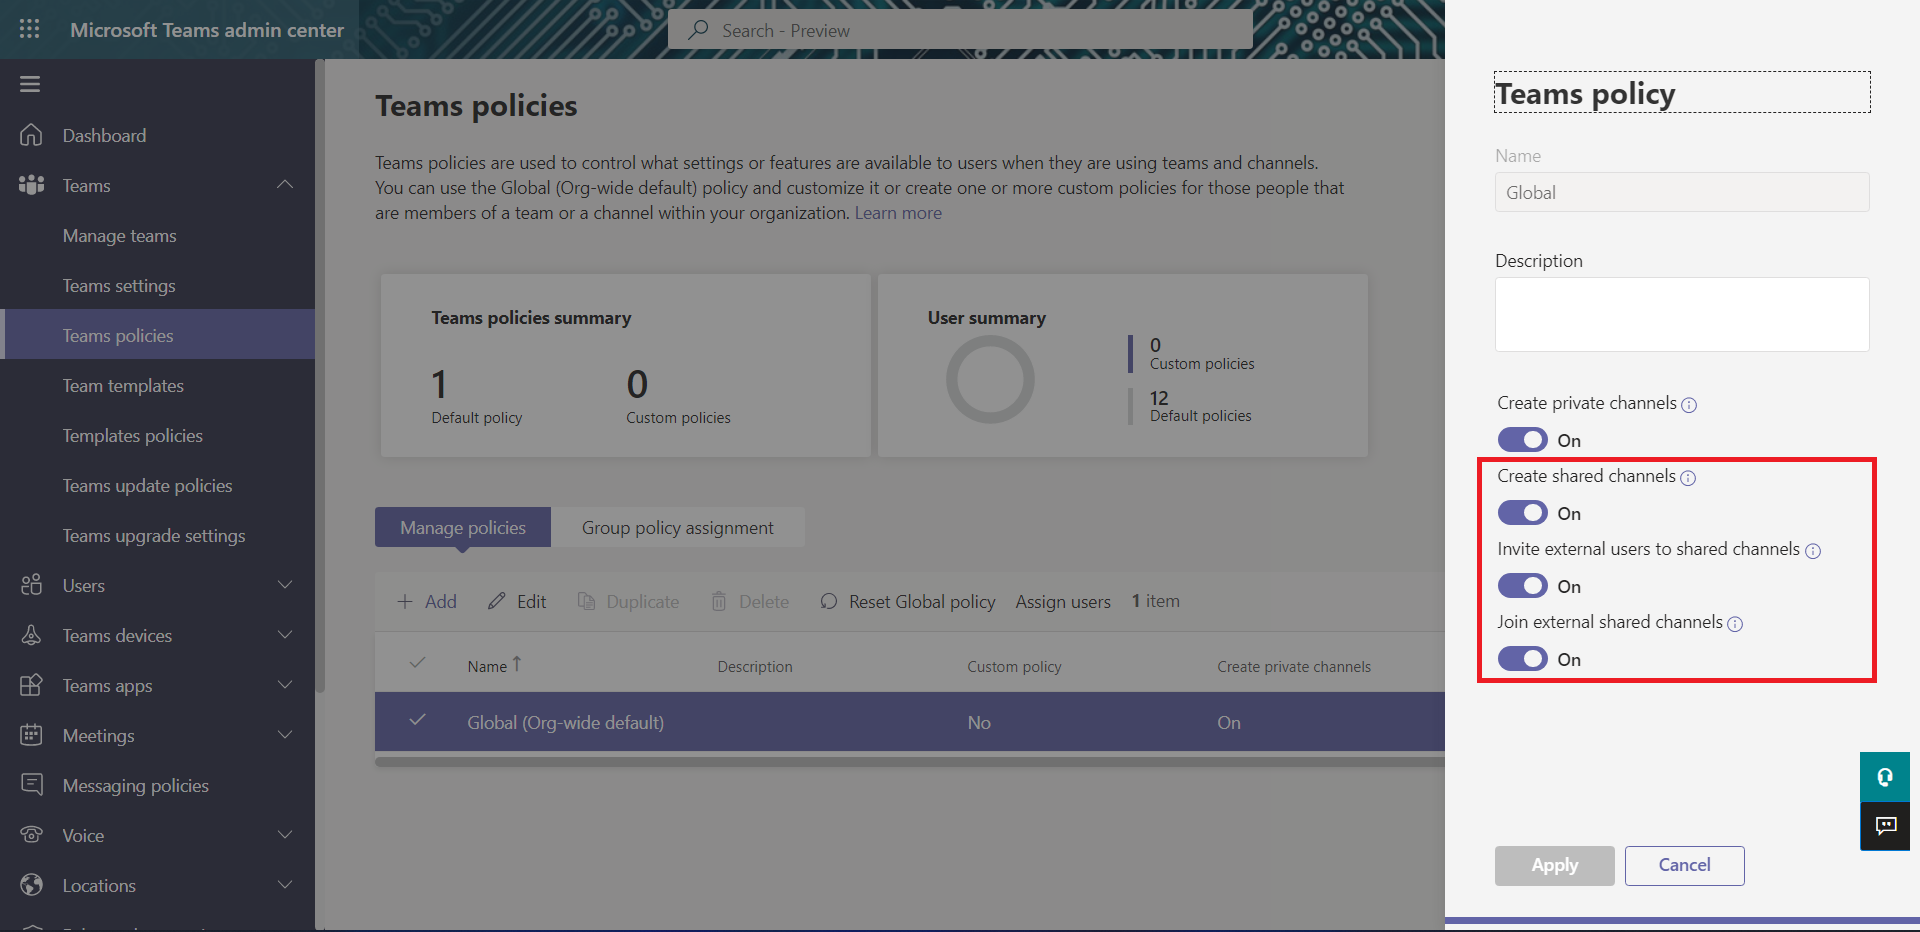 Microsoft Teams admin center
Search - Preview
Dashboard
Teams
Manage teams
Teams settings
Teams policies
Team templates
Templates policies
Teams update policies
Teams upgrade settings
Users
Teams devices
Teams apps
Meetings
Messaging policies
Voice
Locations
Teams policies
Teams policies are used to control what settings or features are available to users when they are using teams and channels.
You can use the Global (Org-wide default) policy and customize it or create one or more custom policies for those people that
are members of a team or a channel within your organization. Learn more
Teams policies summary
1
Default policy
0
Custom policies
User summary
0
Custom policies
12
Default policies
Manage policies
Group policy assignment
Add Edit Duplicate Delete Reset Global policy Assign users 1 item
Name Description Custom policy Create private channels
Global (Org-wide default) No On
Teams policy
Name
Global
Description
Create private channels
On
Create shared channels
On
Invite external users to shared channels
On
Join external shared channels
On
Apply Cancel